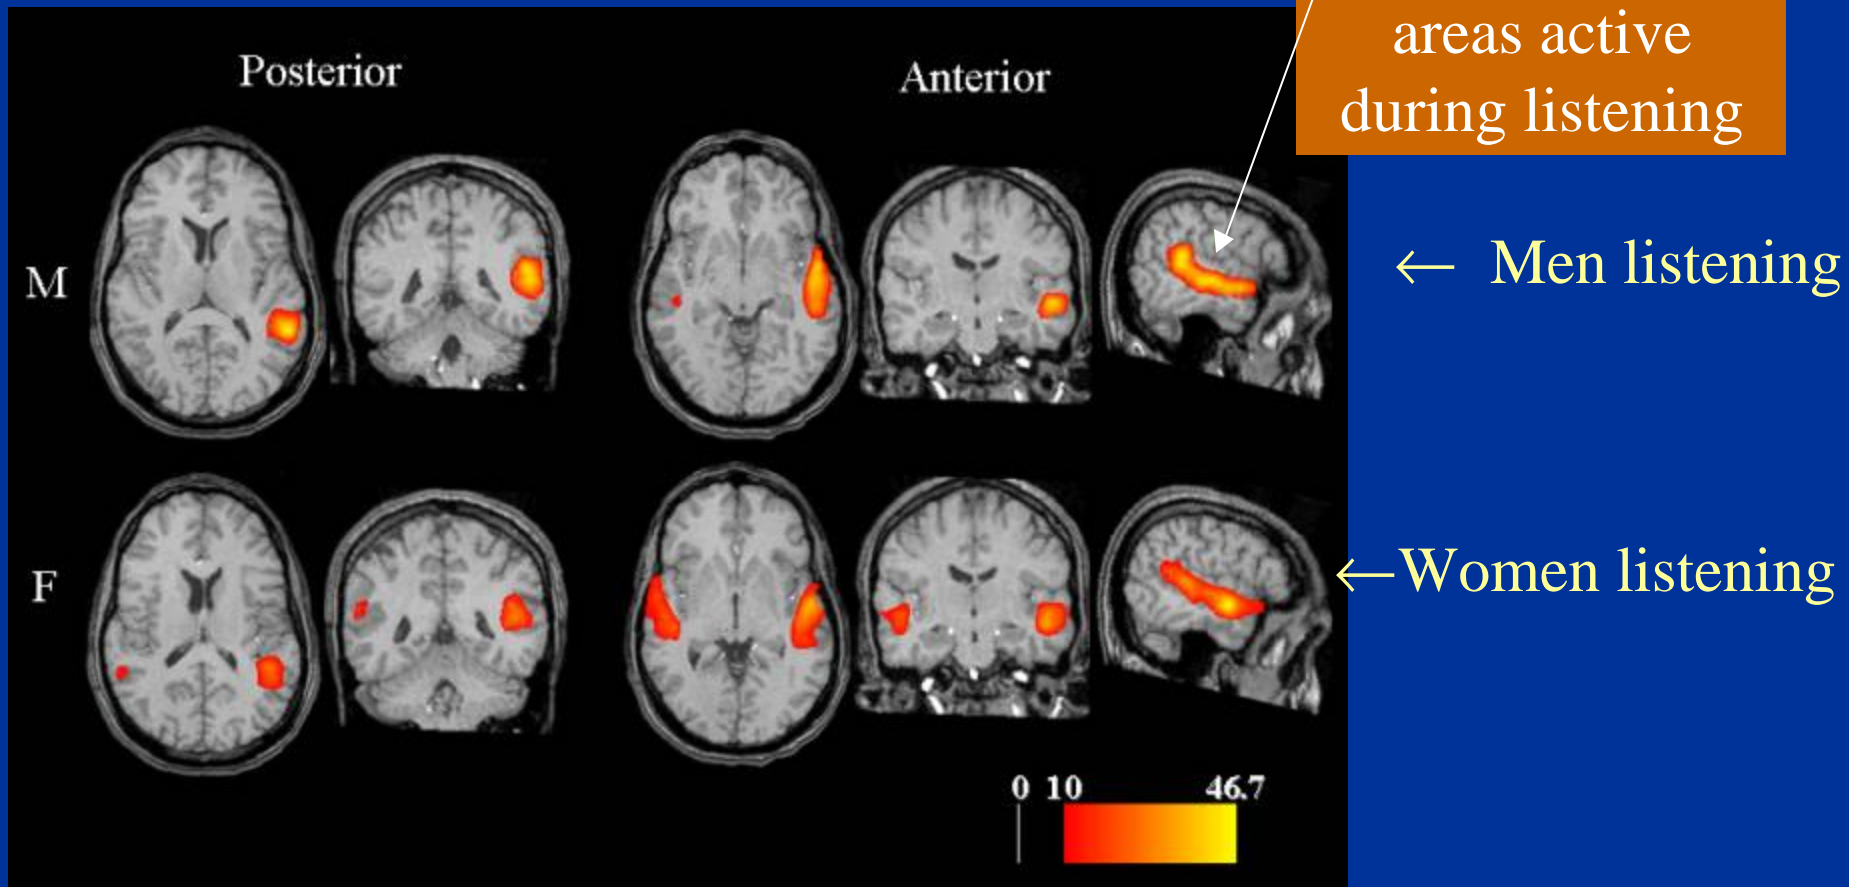 areas active
during listening
Posterior
Anterior
M
← Men listening
F
←Women listening
0 10 46.7